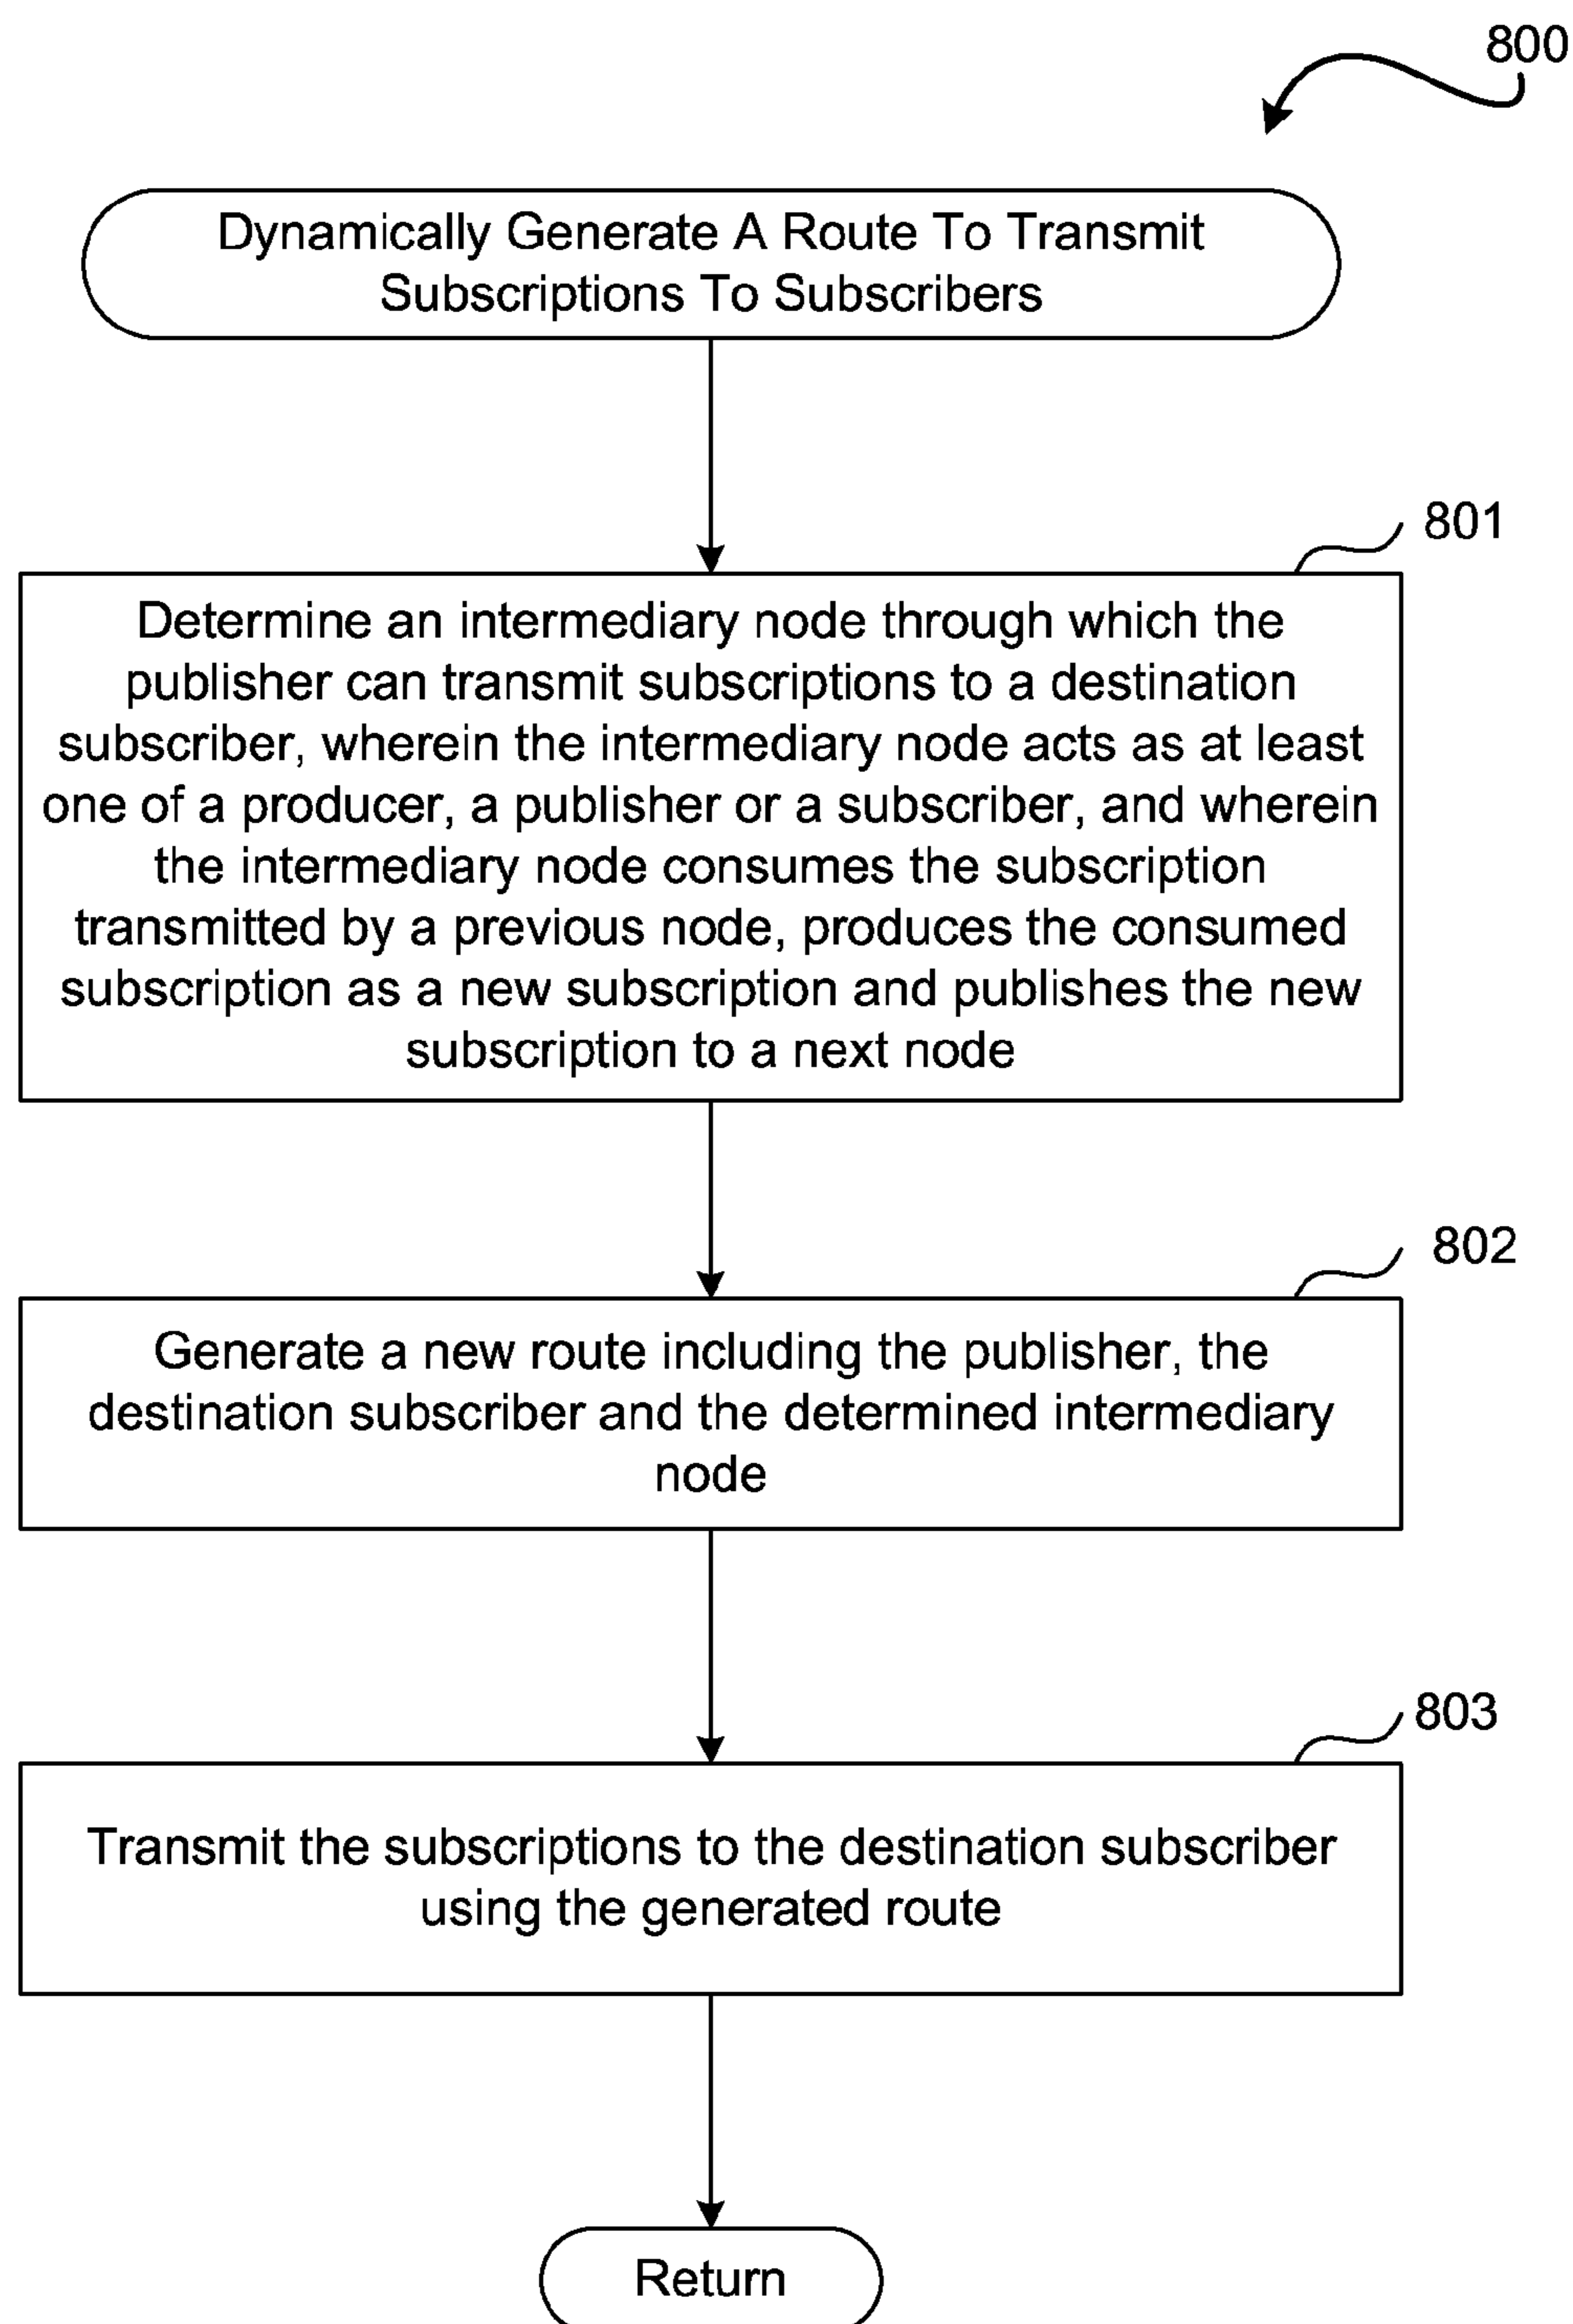 800
Dynamically Generate A Route To Transmit
Subscriptions To Subscribers
801
Determine an intermediary node through which the
publisher can transmit subscriptions to a destination
subscriber, wherein the intermediary node acts as at least
one of a producer, a publisher or a subscriber, and wherein
the intermediary node consumes the subscription
transmitted by a previous node, produces the consumed
subscription as a new subscription and publishes the new
subscription to a next node
802
Generate a new route including the publisher, the
destination subscriber and the determined intermediary
node
803
Transmit the subscriptions to the destination subscriber
using the generated route
Return